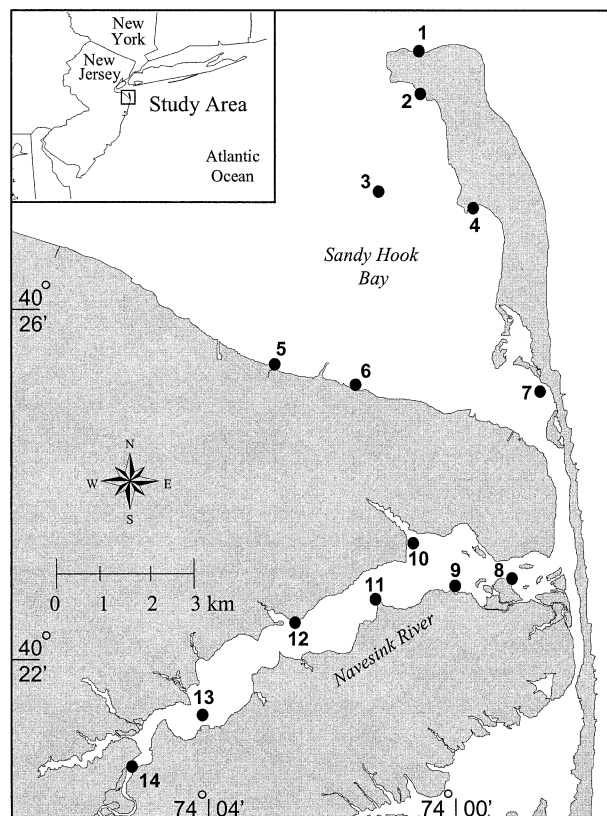 New
York
New
Jersey
Study Area
Atlantic
Ocean
1
2
3
4
Sandy Hook
Bay
40°
26'
5
6
7
N
W E
S
10
8
9
11
0 1 2 3 km
12
Navesink River
40°
22'
13
14
74° 04' 74° 00'